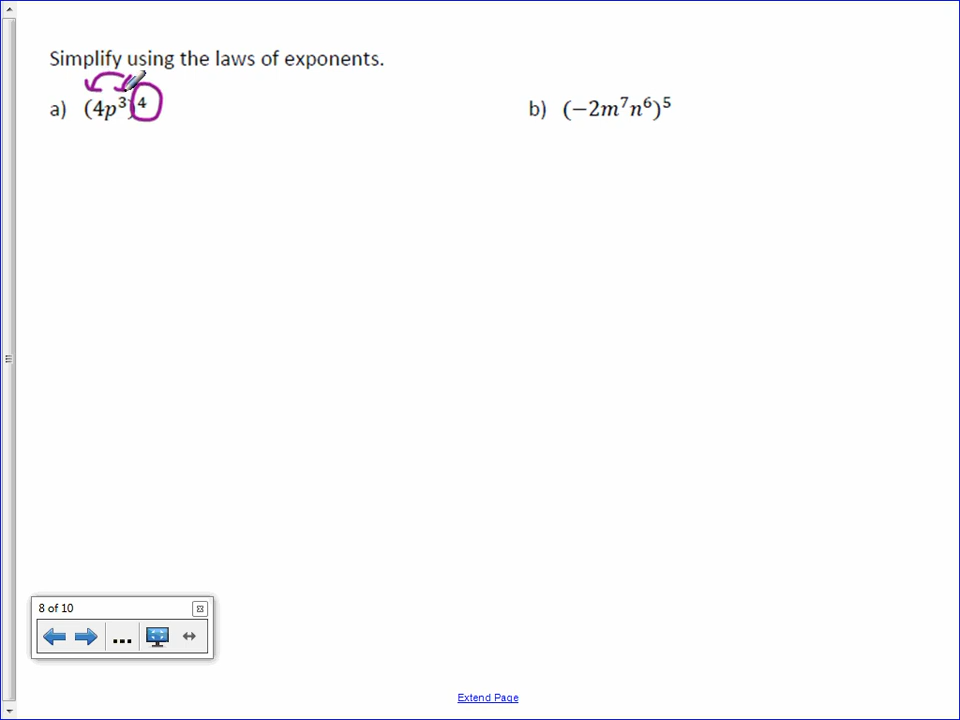 Simplify using the laws of exponents.
a) (4p³)⁴
b) (−2m⁷n⁶)⁵
8 of 10
...
Extend Page